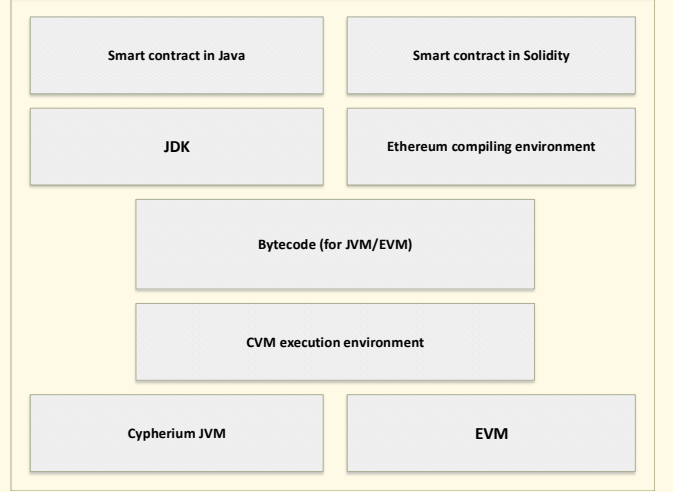 Smart contract in Java
Smart contract in Solidity
JDK
Ethereum compiling environment
Bytecode (for JVM/EVM)
CVM execution environment
Cypherium JVM
EVM